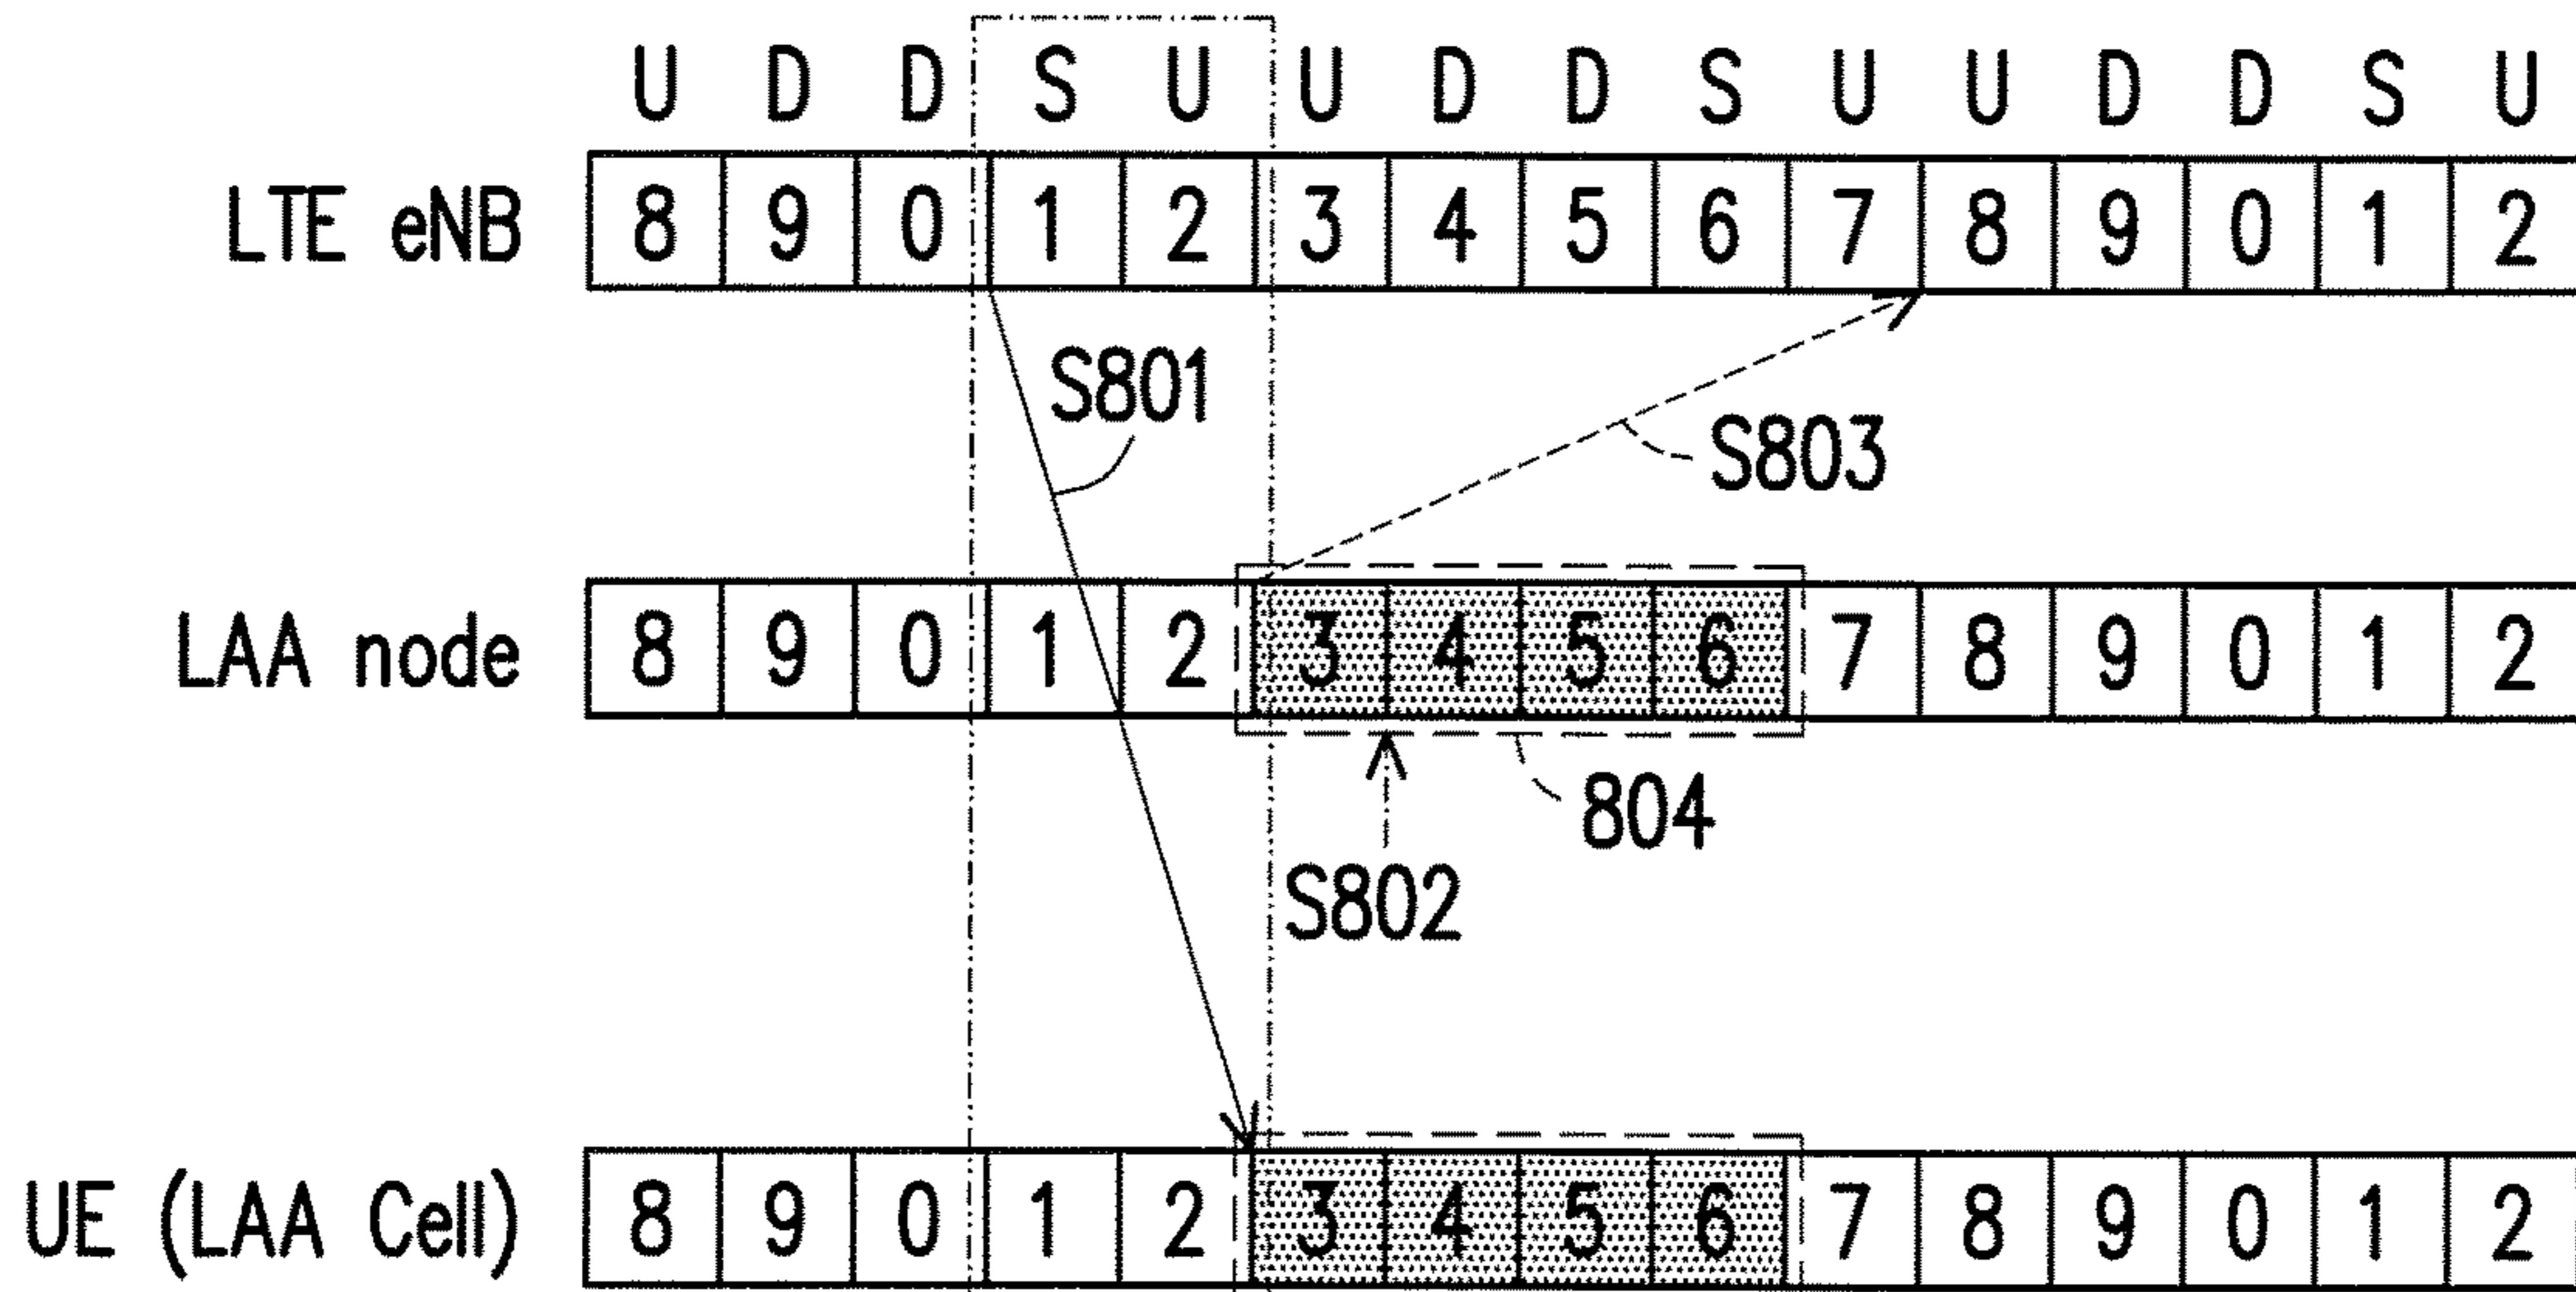 U D D S U U D D S U U D D S U
LTE eNB 8 9 0 1 2 3 4 5 6 7 8 9 0 1 2
S801
S803
LAA node 8 9 0 1 2 3 4 5 6 7 8 9 0 1 2
804
S802
UE (LAA Cell) 8 9 0 1 2 3 4 5 6 7 8 9 0 1 2